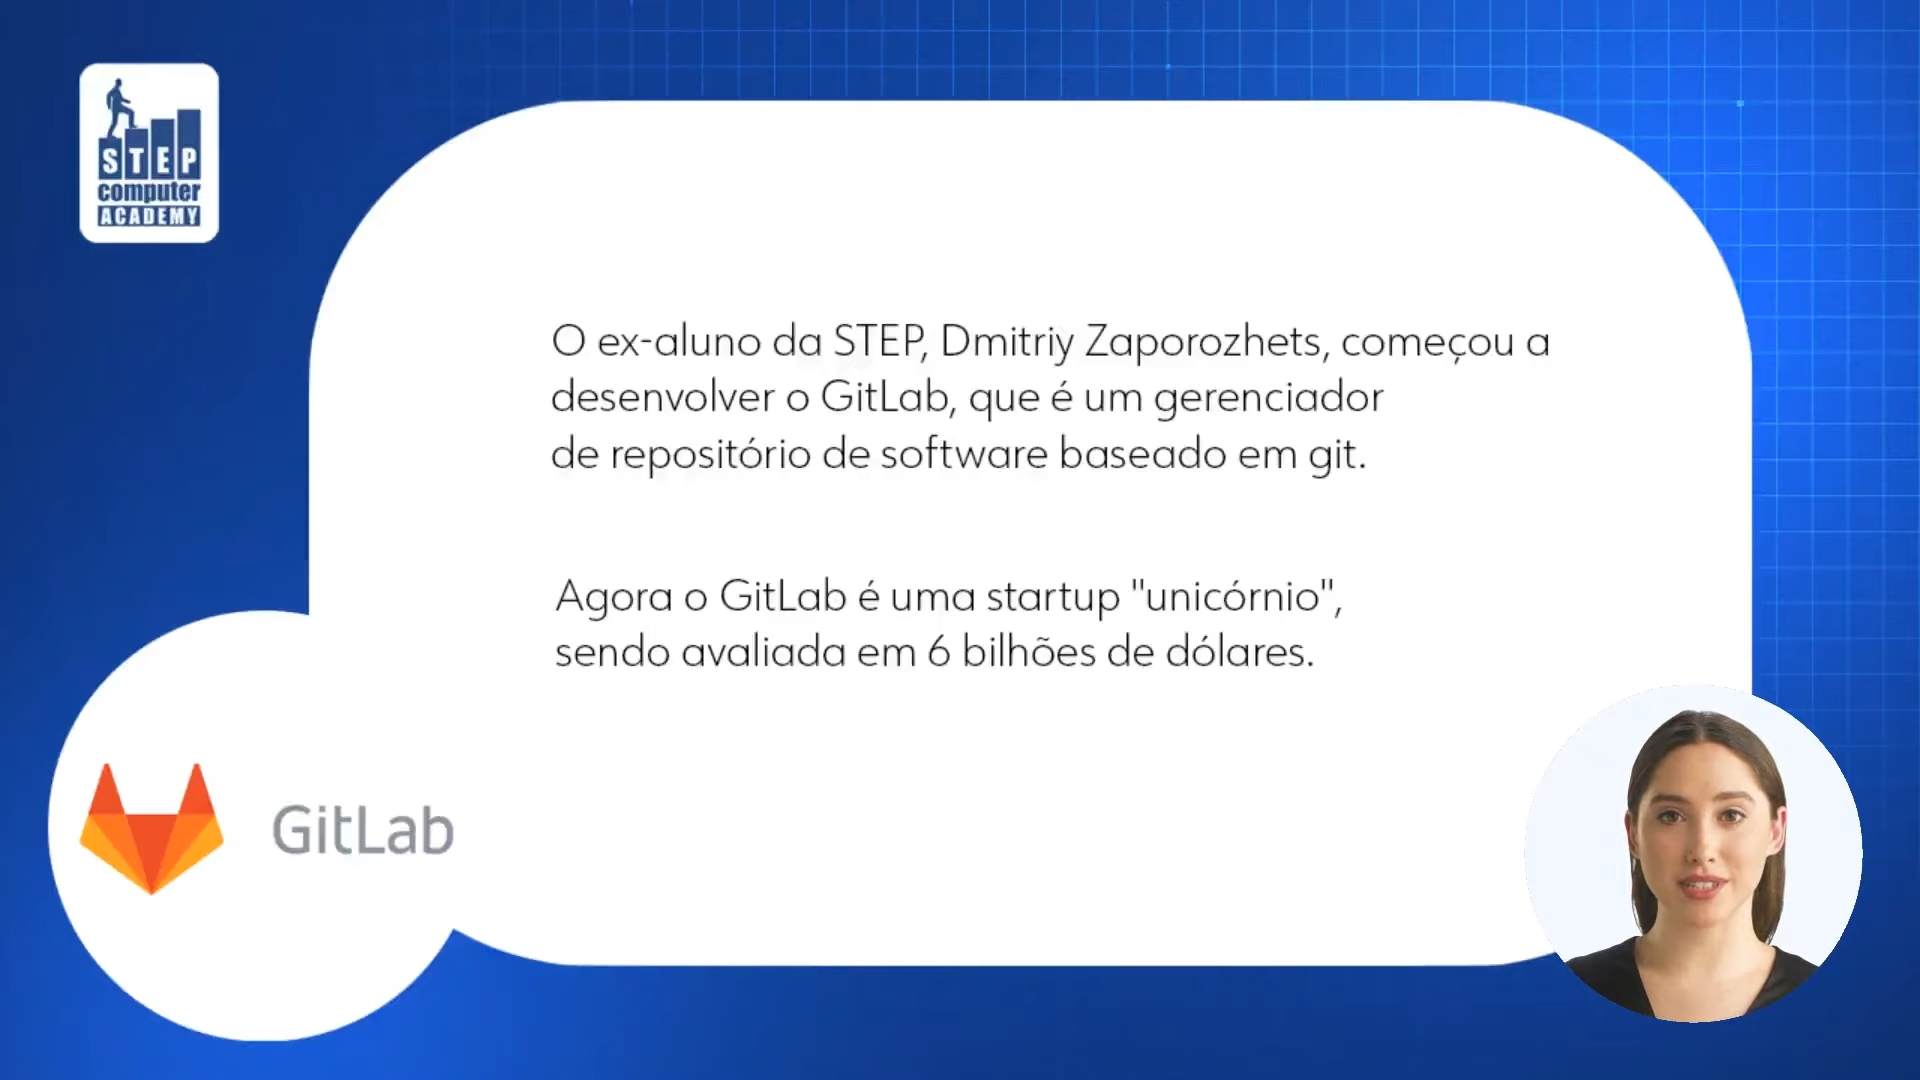 STEP
computer
ACADEMY
O ex-aluno da STEP, Dmitriy Zaporozhets, começou a
desenvolver o GitLab, que é um gerenciador
de repositório de software baseado em git.
Agora o GitLab é uma startup "unicórnio",
sendo avaliada em 6 bilhões de dólares.
GitLab